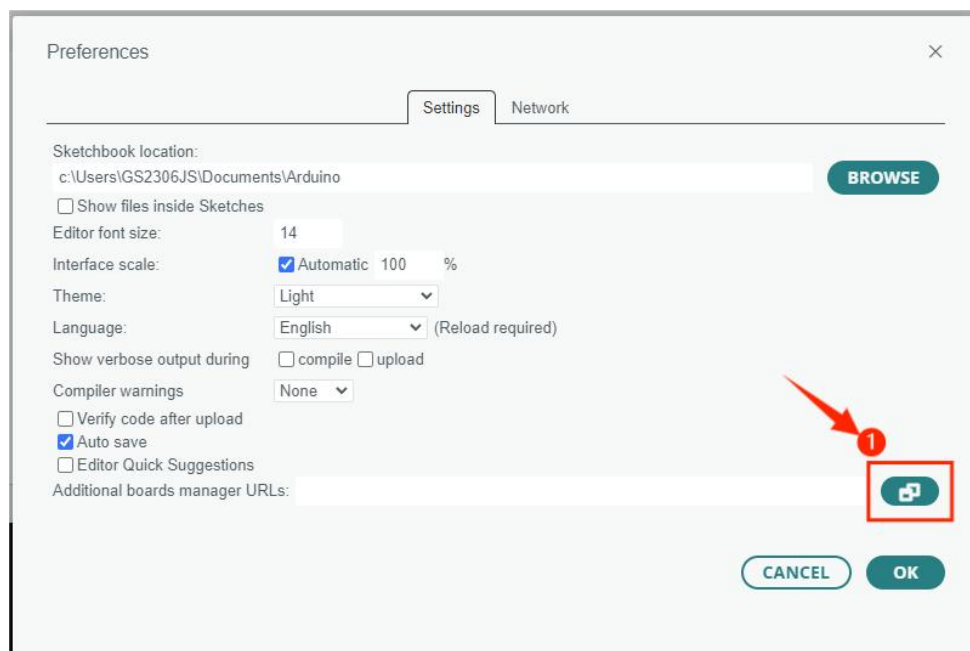 Preferences
Settings Network
Sketchbook location:
c:\Users\GS2306JS\Documents\Arduino
BROWSE
Show files inside Sketches
Editor font size: 14
Interface scale: Automatic 100 %
Theme: Light
Language: English (Reload required)
Show verbose output during compile upload
Compiler warnings None
Verify code after upload
Auto save
Editor Quick Suggestions
1
Additional boards manager URLs:
CANCEL OK